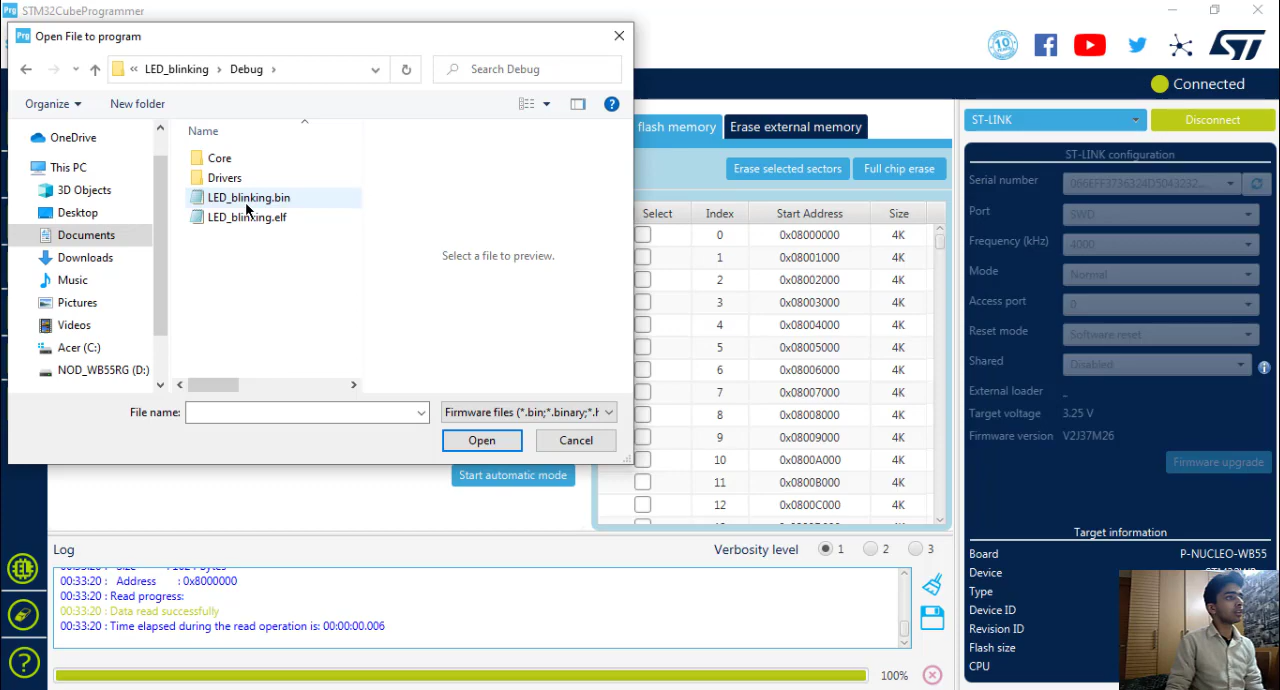 Prg STM32CubeProgrammer
Prg Open File to program
« LED_blinking › Debug ›
Search Debug
10
ST
Organize
New folder
?
Connected
OneDrive
This PC
3D Objects
Desktop
Documents
Downloads
Music
Pictures
Videos
Acer (C:)
NOD_WB55RG (D:)
Name
Core
Drivers
LED_blinking.bin
LED_blinking.elf
Select a file to preview.
File name:
Firmware files (*.bin;*.binary;*.h
Open
Cancel
flash memory
Erase external memory
Erase selected sectors
Full chip erase
Select Index Start Address Size
0 0x08000000 4K
1 0x08001000 4K
2 0x08002000 4K
3 0x08003000 4K
4 0x08004000 4K
5 0x08005000 4K
6 0x08006000 4K
7 0x08007000 4K
8 0x08008000 4K
9 0x08009000 4K
10 0x0800A000 4K
11 0x0800B000 4K
12 0x0800C000 4K
Start automatic mode
ST-LINK
Disconnect
ST-LINK configuration
Serial number 066EFF3736324D5043232...
Port SWD
Frequency (kHz) 4000
Mode Normal
Access port 0
Reset mode Software reset
Shared Disabled
External loader _
Target voltage 3.25 V
Firmware version V2J37M26
Firmware upgrade
Target information
Board P-NUCLEO-WB55
Device
Type
Device ID
Revision ID
Flash size
CPU
Log
Verbosity level 1 2 3
00:33:20 : Address : 0x8000000
00:33:20 : Read progress:
00:33:20 : Data read successfully
00:33:20 : Time elapsed during the read operation is: 00:00:00.006
100%
?